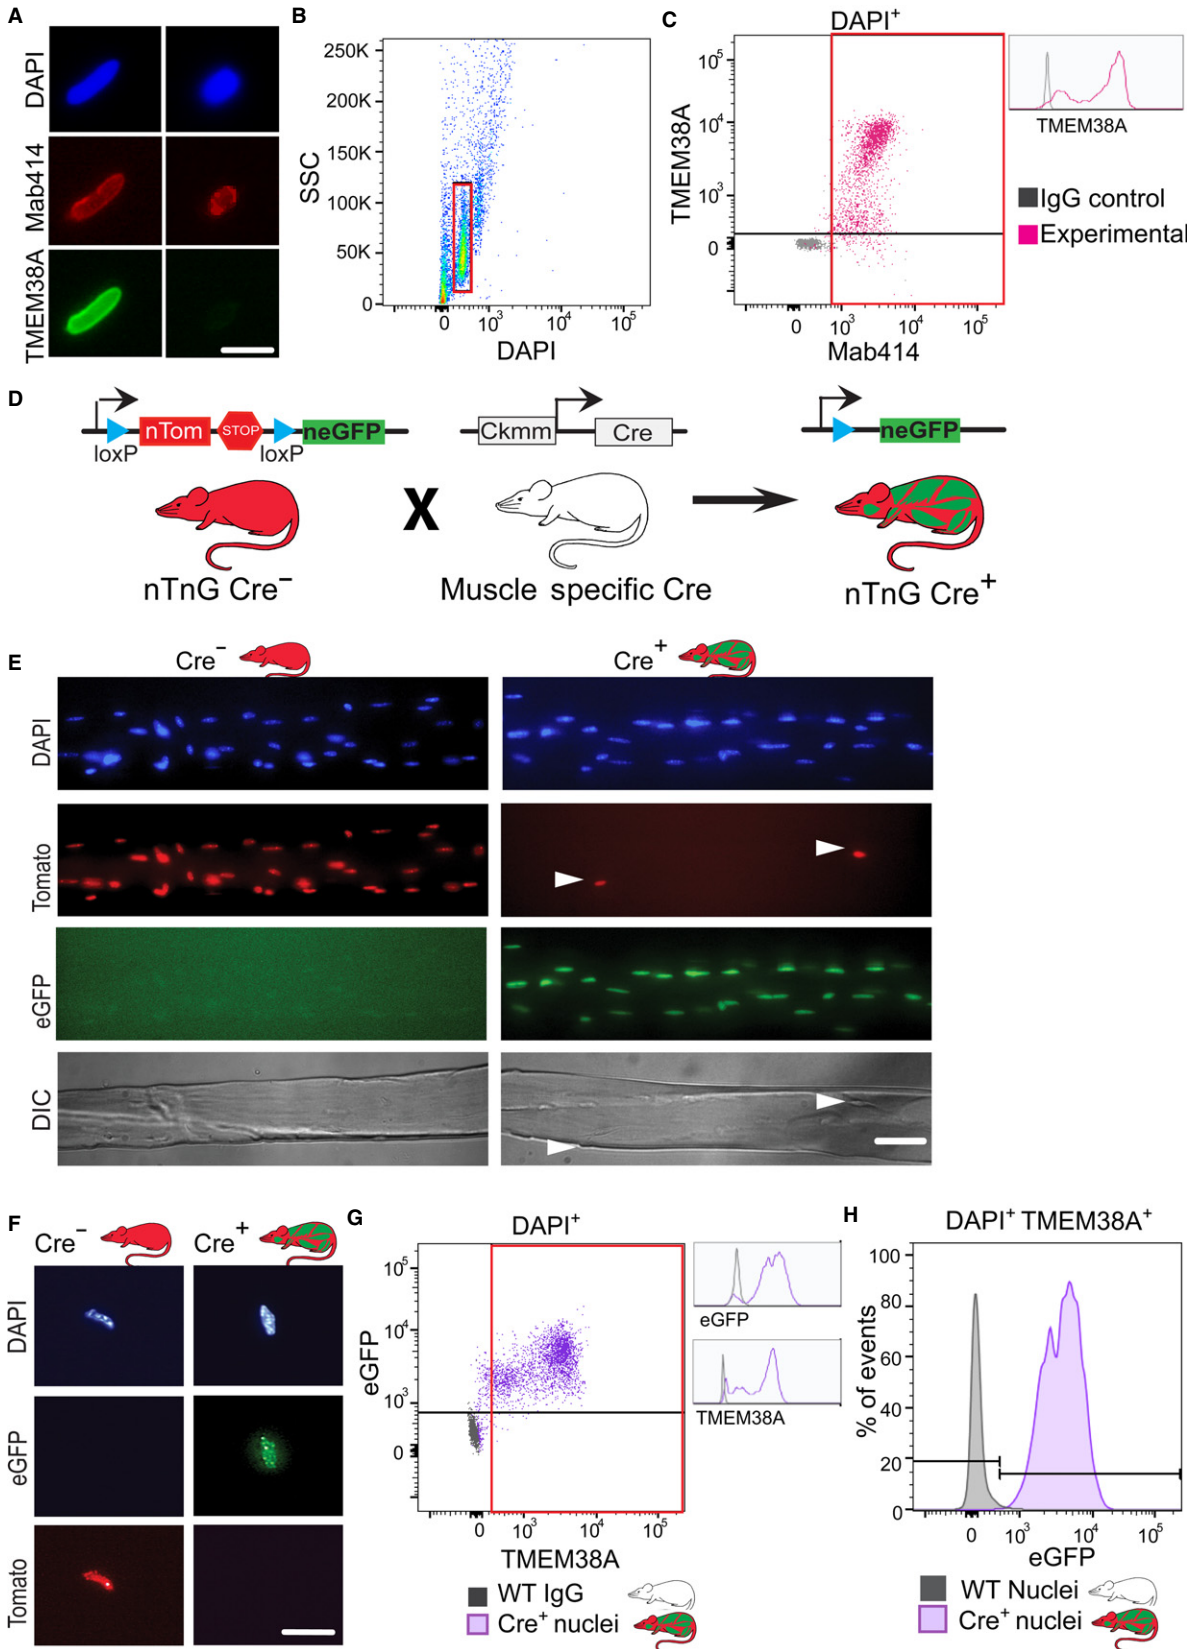 A
DAPI
Mab414
TMEM38A
B
SSC
250K
200K
150K
100K
50K
0
0 10³ 10⁴ 10⁵
DAPI
C
DAPI⁺
TMEM38A
10⁵
10⁴
10³
0
0 10³ 10⁴ 10⁵
Mab414
TMEM38A
IgG control
Experimental
D
nTom STOP neGFP
loxP loxP
Ckmm Cre
neGFP
nTnG Cre⁻
X
Muscle specific Cre
nTnG Cre⁺
E
Cre⁻
Cre⁺
DAPI
Tomato
eGFP
DIC
F
Cre⁻ Cre⁺
DAPI
eGFP
Tomato
G
DAPI⁺
eGFP
10⁵
10⁴
10³
0
0 10³ 10⁴ 10⁵
TMEM38A
eGFP
TMEM38A
WT IgG
Cre⁺ nuclei
H
DAPI⁺ TMEM38A⁺
% of events
100
80
60
40
20
0
0 10³ 10⁴ 10⁵
eGFP
WT Nuclei
Cre⁺ nuclei